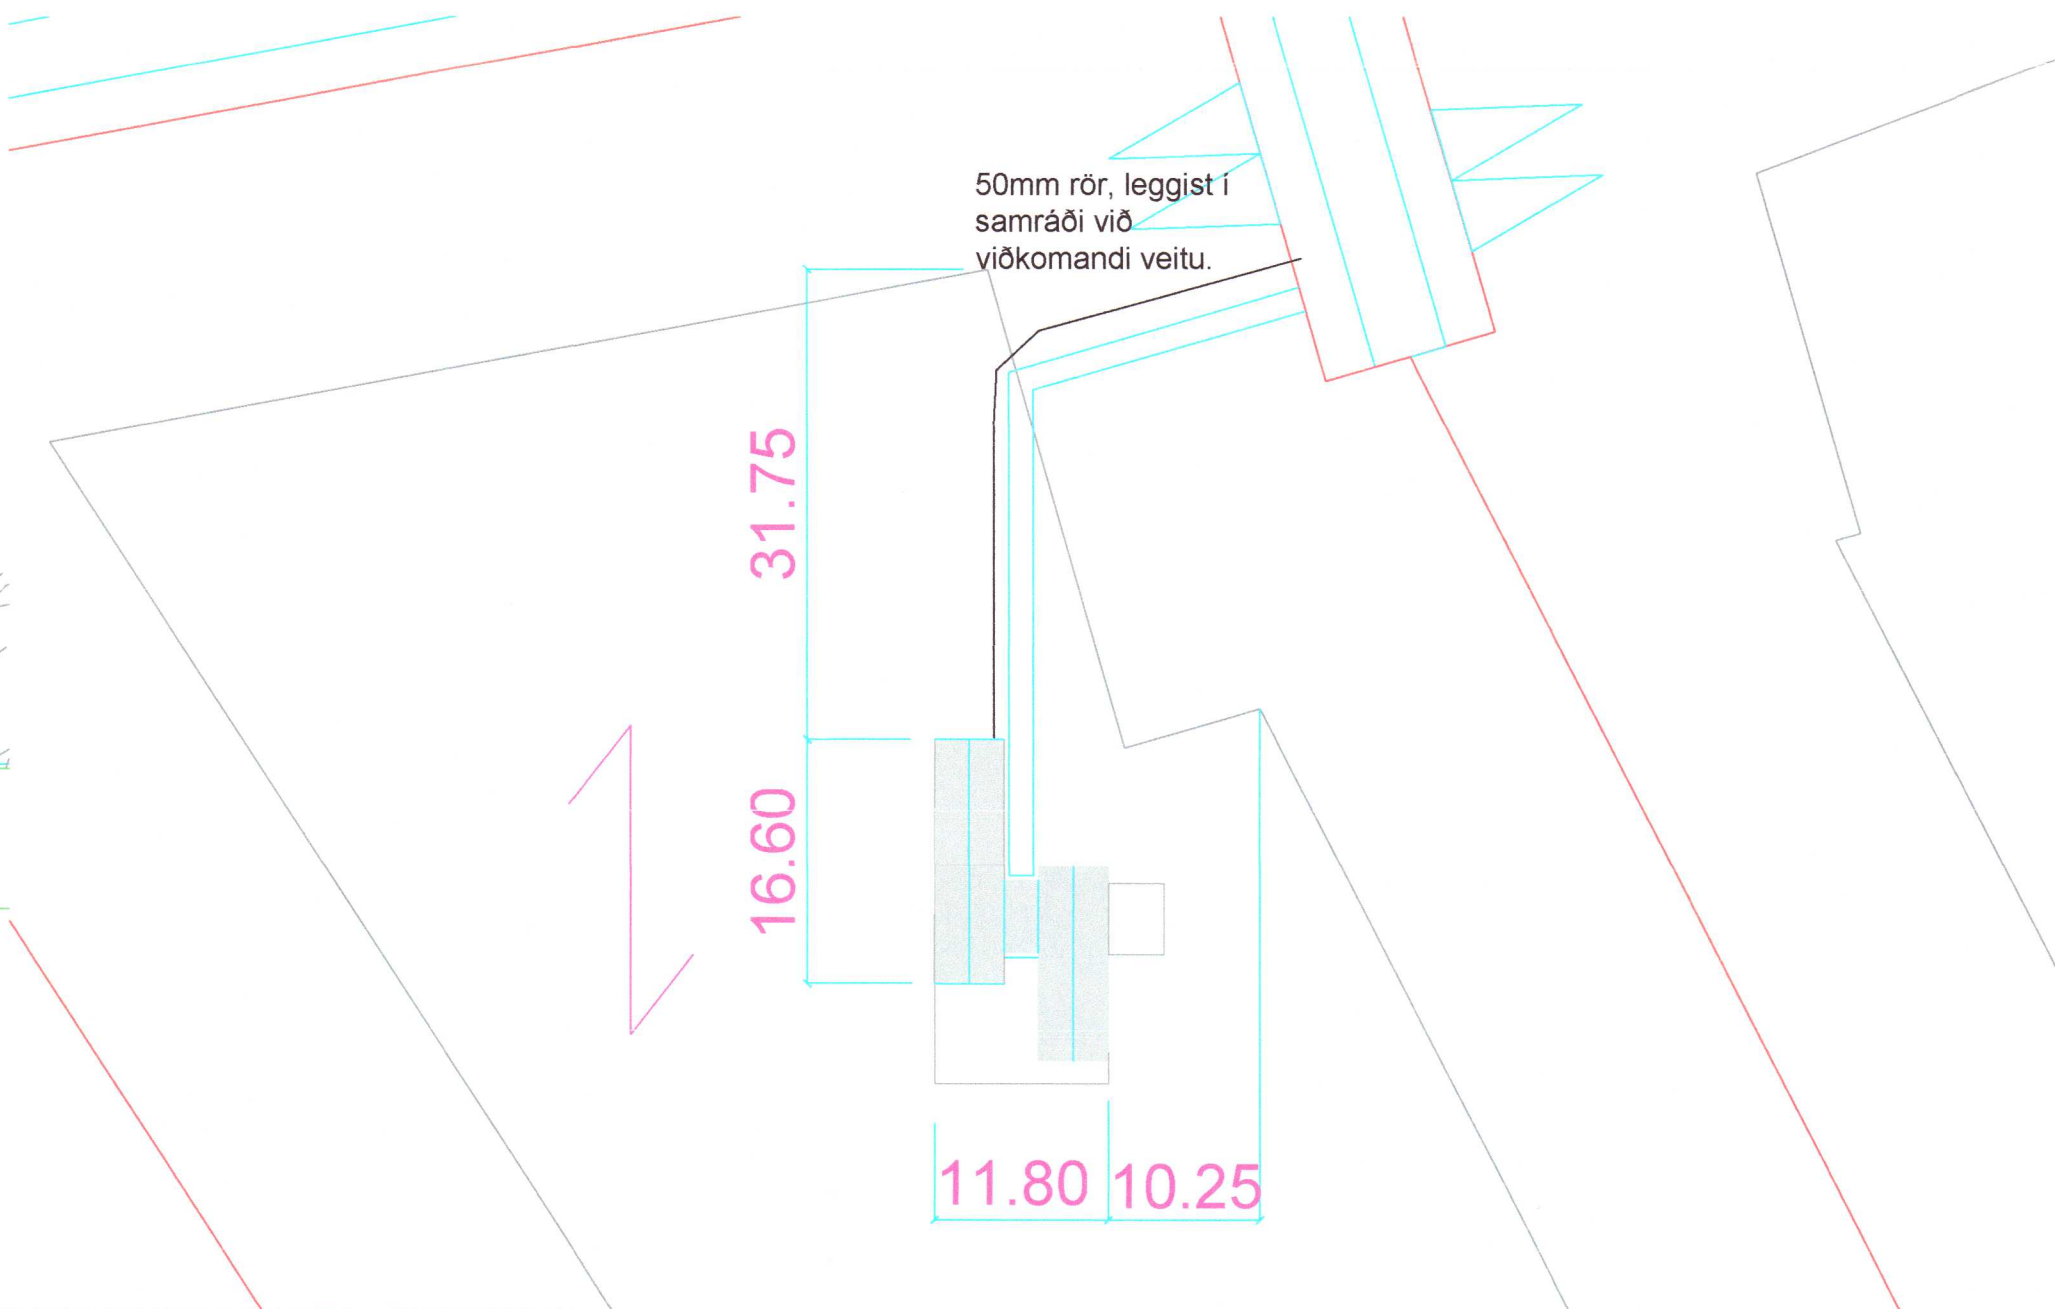 50mm rör, leggist í
samráði við
viðkomandi veitu.
31.75
16.60
11.80 10.25